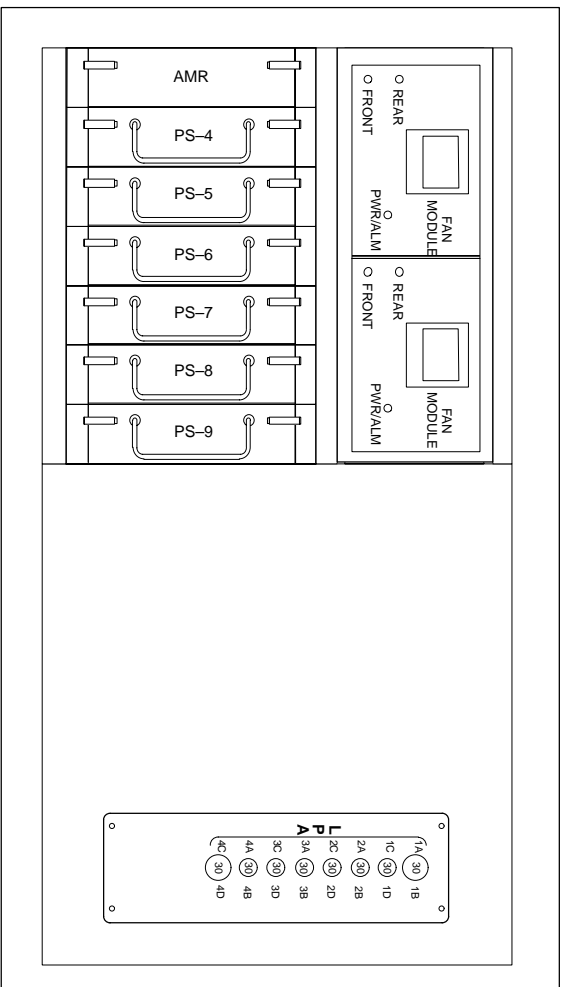 AMR
PS–4
PS–5
PS–6
PS–7
PS–8
PS–9
FRONT
REAR
PWR/ALM
FAN
MODULE
FRONT
REAR
PWR/ALM
FAN
MODULE
LPA
4C 4A 3C 3A 2C 2A 1C 1A
30 30 30 30 30 30 30 30
4D 4B 3D 3B 2D 2B 1D 1B